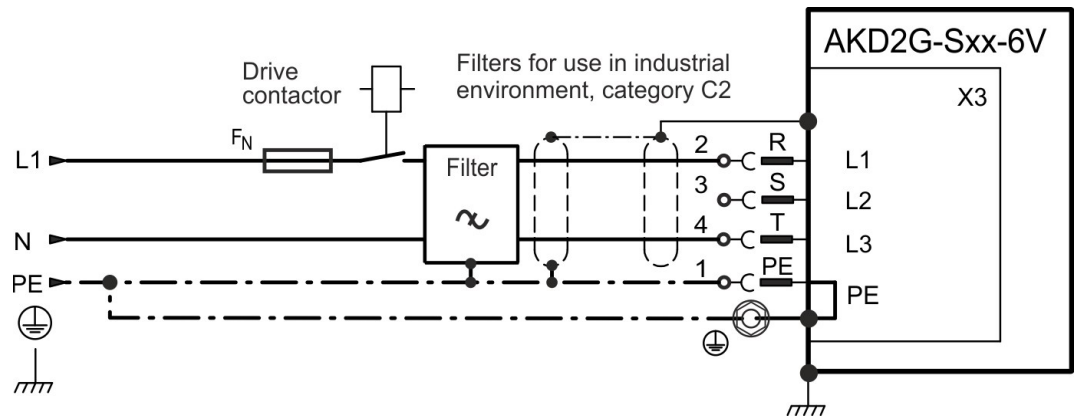 AKD2G-Sxx-6V
X3
Drive
contactor
Filters for use in industrial
environment, category C2
FN
L1
Filter
2
R
L1
3
S
L2
N
4
T
L3
PE
1
PE
PE